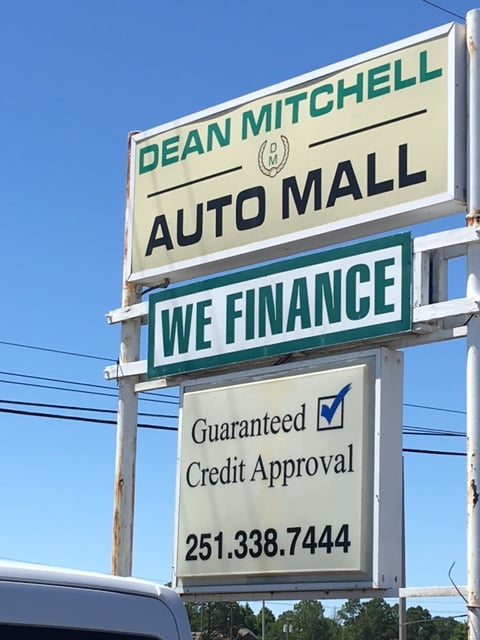 DEAN MITCHELL
D
M
AUTO MALL
WE FINANCE
Guaranteed
Credit Approval
251.338.7444